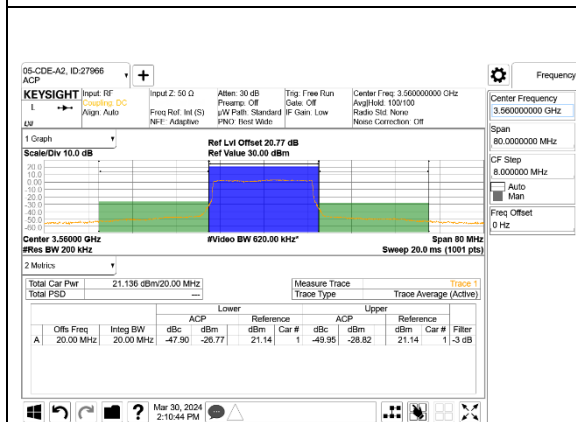 05-CDE-A2, ID:27966
ACP
Frequency
KEYSIGHT
Input: RF
Coupling: DC
Align: Auto
Input Z: 50 Ω
Freq Ref: Int (S)
NFE: Adaptive
Atten: 30 dB
Preamp: Off
µW Path: Standard
PNO: Best Wide
Trig: Free Run
Gate: Off
IF Gain: Low
Center Freq: 3.560000000 GHz
Avg|Hold: 100/100
Radio Std: None
Noise Correction: Off
L
Center Frequency
3.560000000 GHz
Span
80.0000000 MHz
CF Step
8.000000 MHz
Auto
Man
Freq Offset
0 Hz
1 Graph
Scale/Div 10.0 dB
Ref Lvl Offset 20.77 dB
Ref Value 30.00 dBm
20.0
10.0
0.00
-10.0
-20.0
-30.0
-40.0
-50.0
-60.0
Center 3.56000 GHz
#Video BW 620.00 kHz*
Span 80 MHz
#Res BW 200 kHz
Sweep 20.0 ms (1001 pts)
2 Metrics
Total Car Pwr 21.136 dBm/20.00 MHz
Total PSD ---
Measure Trace Trace 1
Trace Type Trace Average (Active)
Lower Upper
ACP Reference ACP Reference
Offs Freq Integ BW dBc dBm dBm Car # dBc dBm dBm Car # Filter
A 20.00 MHz 20.00 MHz -47.90 -26.77 21.14 1 -49.95 -28.82 21.14 1 -3 dB
Mar 30, 2024
2:10:44 PM